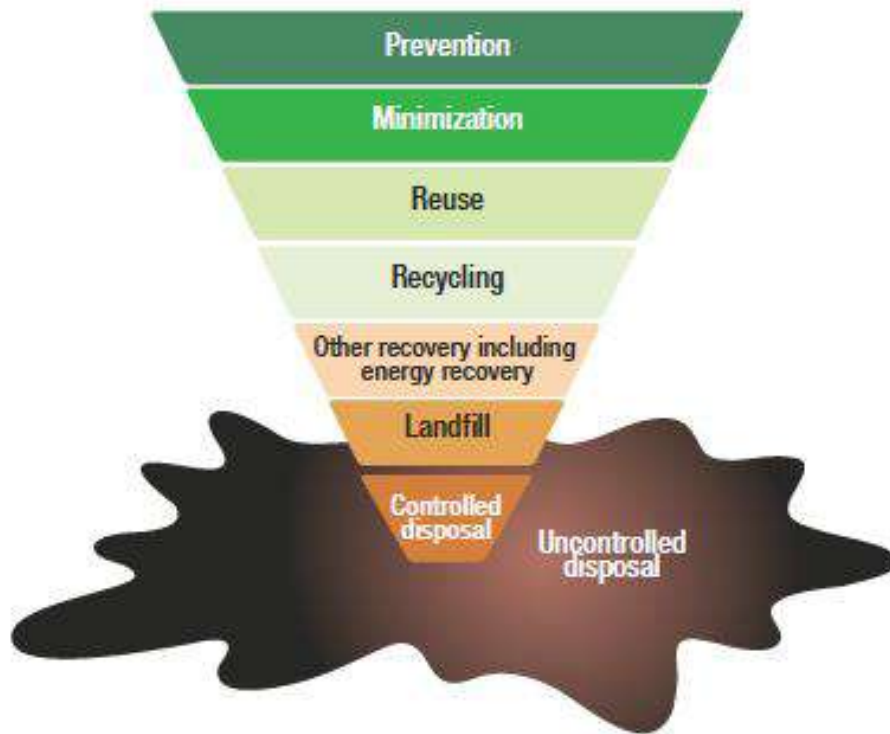 Prevention
Minimization
Reuse
Recycling
Other recovery including
energy recovery
Landfill
Controlled
disposal
Uncontrolled
disposal